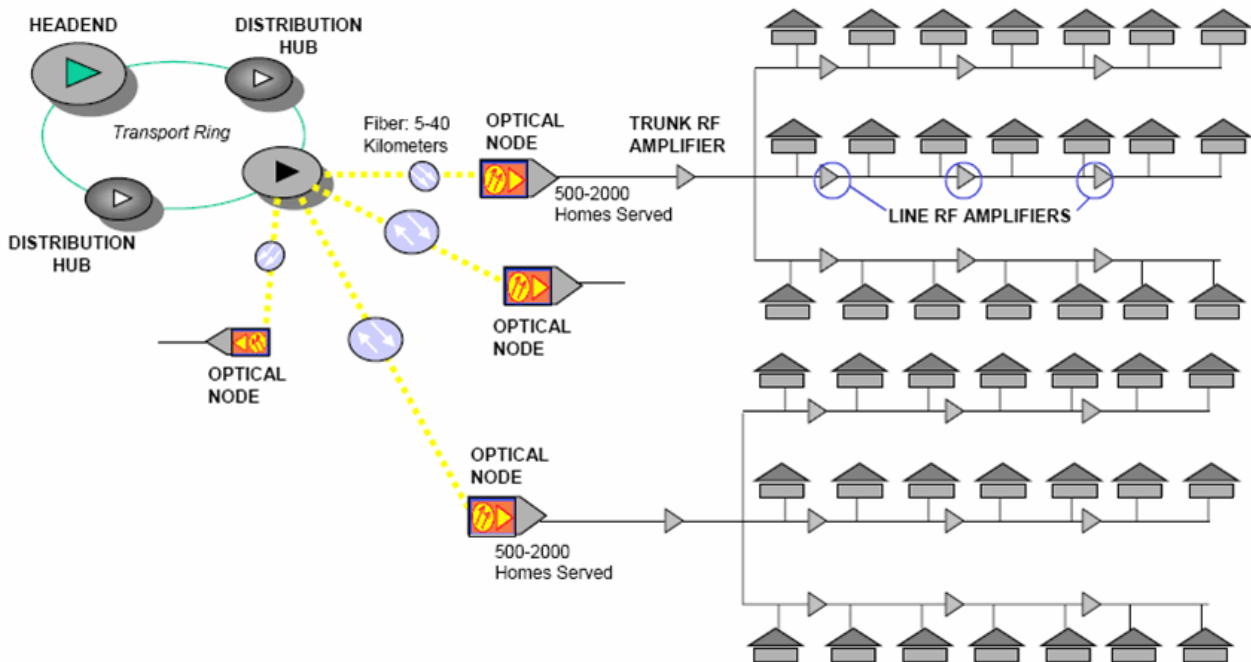 HEADEND
DISTRIBUTION
HUB
Transport Ring
Fiber: 5-40
Kilometers
OPTICAL
NODE
TRUNK RF
AMPLIFIER
500-2000
Homes Served
LINE RF AMPLIFIERS
DISTRIBUTION
HUB
OPTICAL
NODE
OPTICAL
NODE
OPTICAL
NODE
500-2000
Homes Served